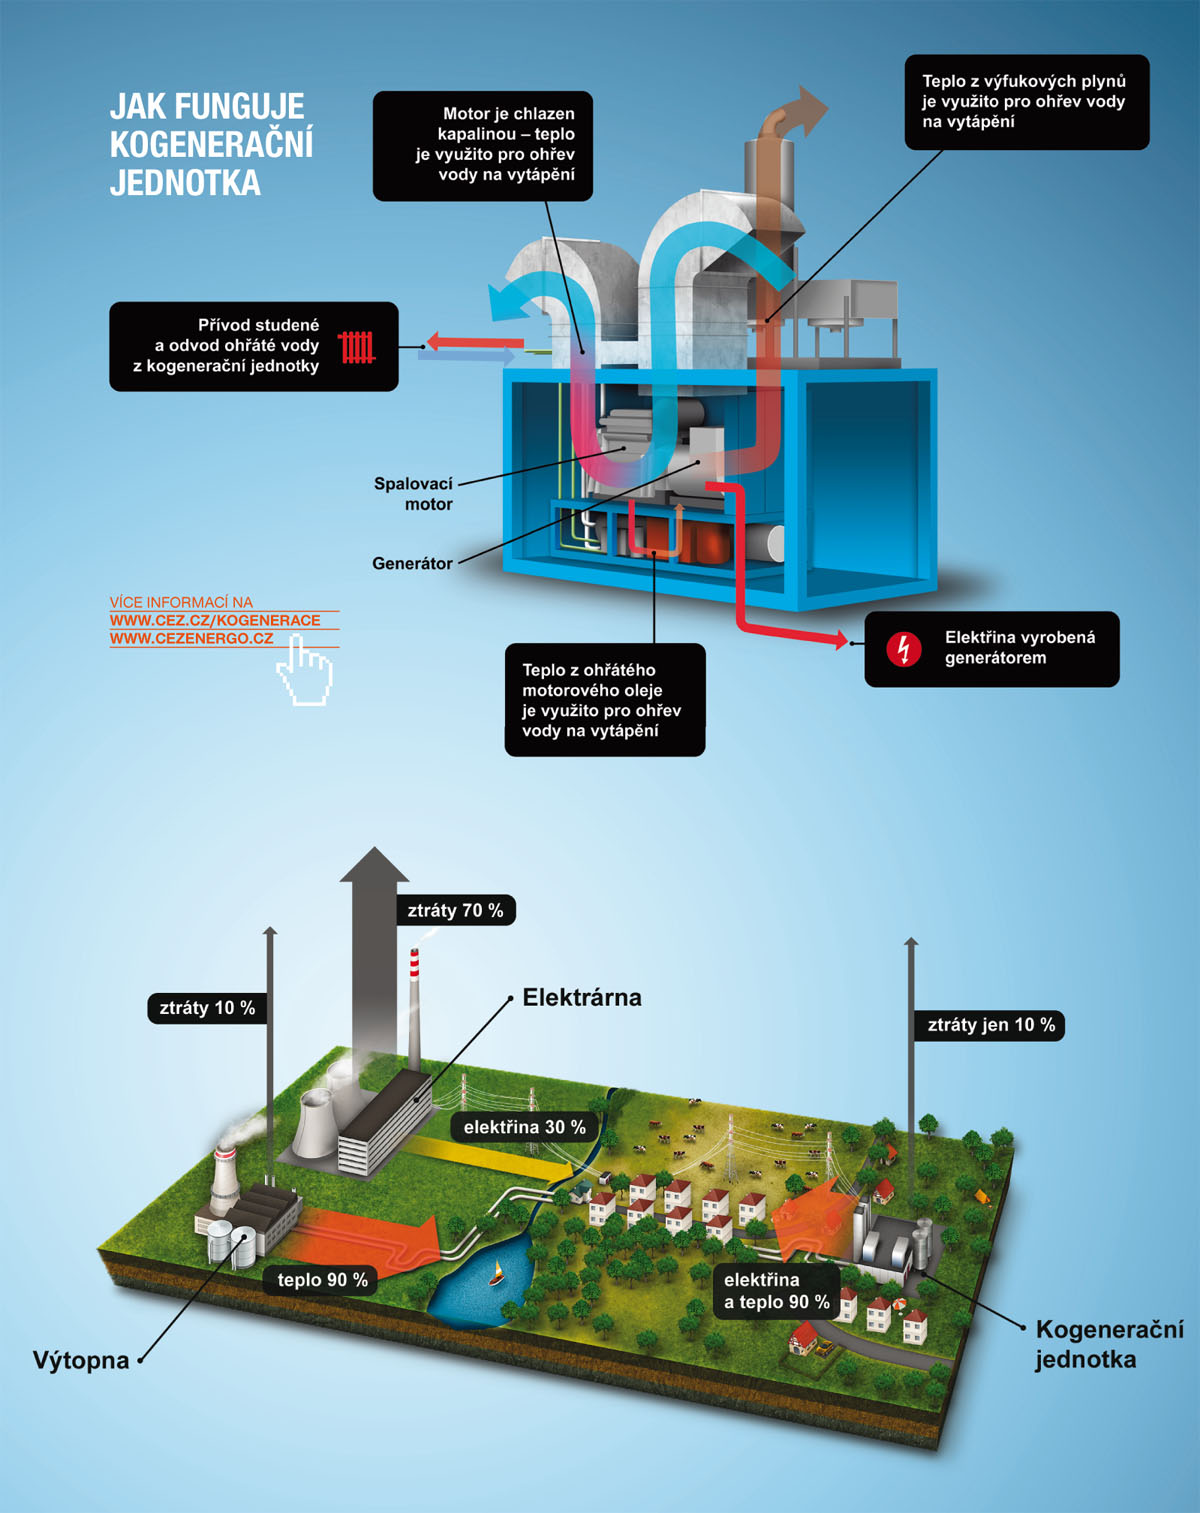 JAK FUNGUJE
KOGENERAČNÍ
JEDNOTKA
Motor je chlazen
kapalinou – teplo
je využito pro ohřev
vody na vytápění
Teplo z výfukových plynů
je využito pro ohřev vody
na vytápění
Přívod studené
a odvod ohřáté vody
z kogenerační jednotky
Spalovací
motor
Generátor
VÍCE INFORMACÍ NA
WWW.CEZ.CZ/KOGENERACE
WWW.CEZENERGO.CZ
Teplo z ohřátého
motorového oleje
je využito pro ohřev
vody na vytápění
Elektřina vyrobená
generátorem
ztráty 70 %
ztráty 10 %
Elektrárna
ztráty jen 10 %
elektřina 30 %
teplo 90 %
elektřina
a teplo 90 %
Výtopna
Kogenerační
jednotka